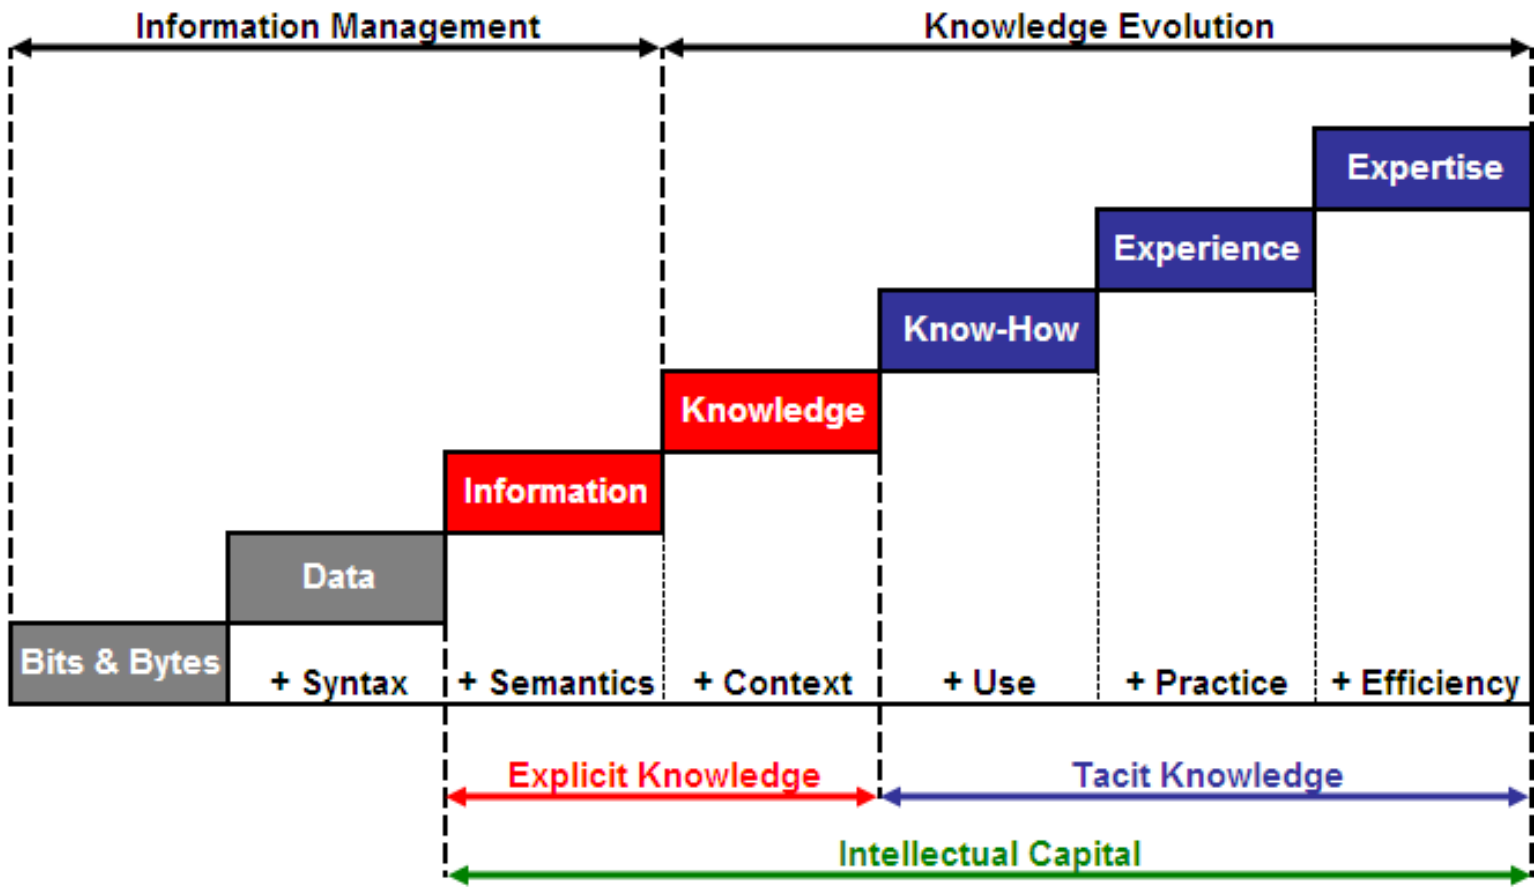 Information Management
Knowledge Evolution
Expertise
Experience
Know-How
Knowledge
Information
Data
Bits & Bytes
+ Syntax
+ Semantics
+ Context
+ Use
+ Practice
+ Efficiency
Explicit Knowledge
Tacit Knowledge
Intellectual Capital